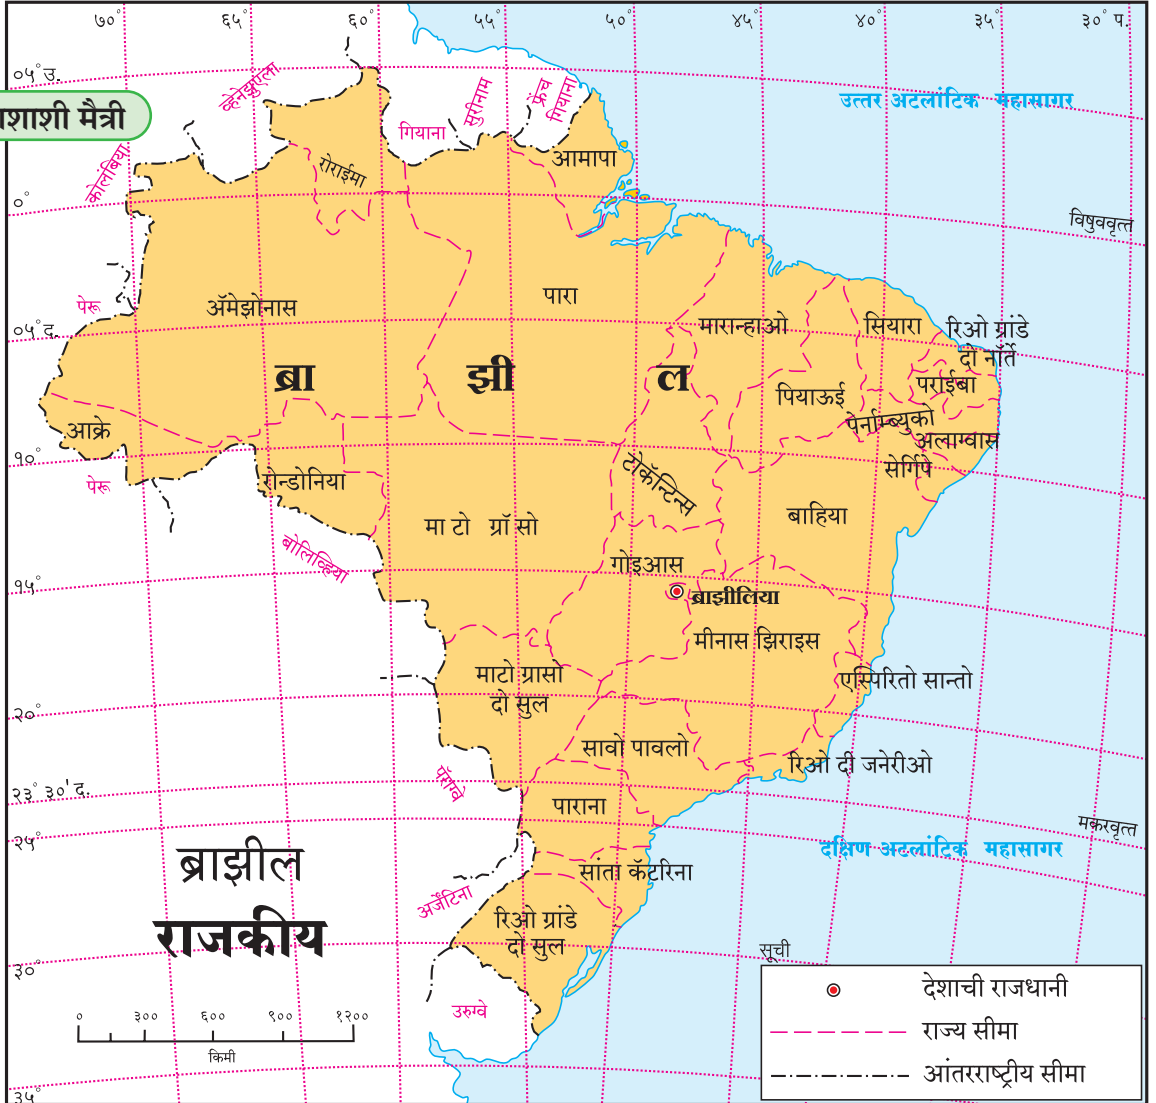 ७०° ६५° ६०° ५५° ५०° ४५° ४०° ३५° ३०° प.
०५° उ.
व्हेनेझुएला
सुरीनाम
फ्रेंच
गियाना
उत्तर अटलांटिक महासागर
शाशी मैत्री
गियाना
कोलंबिया
रोराईमा
आमापा
०°
विषुववृत्त
पेरू
ॲमेझोनास
पारा
०५° द.
मारान्हाओ
सियारा
रिओ ग्रांडे
दो नॉर्ते
ब्रा झी ल
पराईबा
पियाऊई
पेर्नाम्ब्युको
आक्रे
अलाग्वास
१०°
पेरू
रोन्डोनिया
टोकॅन्टिन्स
सेर्गिपे
माटो ग्रॉसो
बाहिया
बोलिव्हिया
गोइआस
१५°
ब्राझीलिया
मीनास झिराइस
माटो ग्रासो
दो सुल
एस्पिरितो सान्तो
२०°
सावो पावलो
रिओ दी जनेरीओ
पॅराग्वे
२३° ३०' द.
पाराना
मकरवृत्त
२५°
ब्राझील
राजकीय
दक्षिण अटलांटिक महासागर
सांता कॅटरिना
अर्जेंटिना
रिओ ग्रांडे
दो सुल
३०°
उरुग्वे
सूची
देशाची राजधानी
राज्य सीमा
आंतरराष्ट्रीय सीमा
० ३०० ६०० ९०० १२००
किमी
३५°